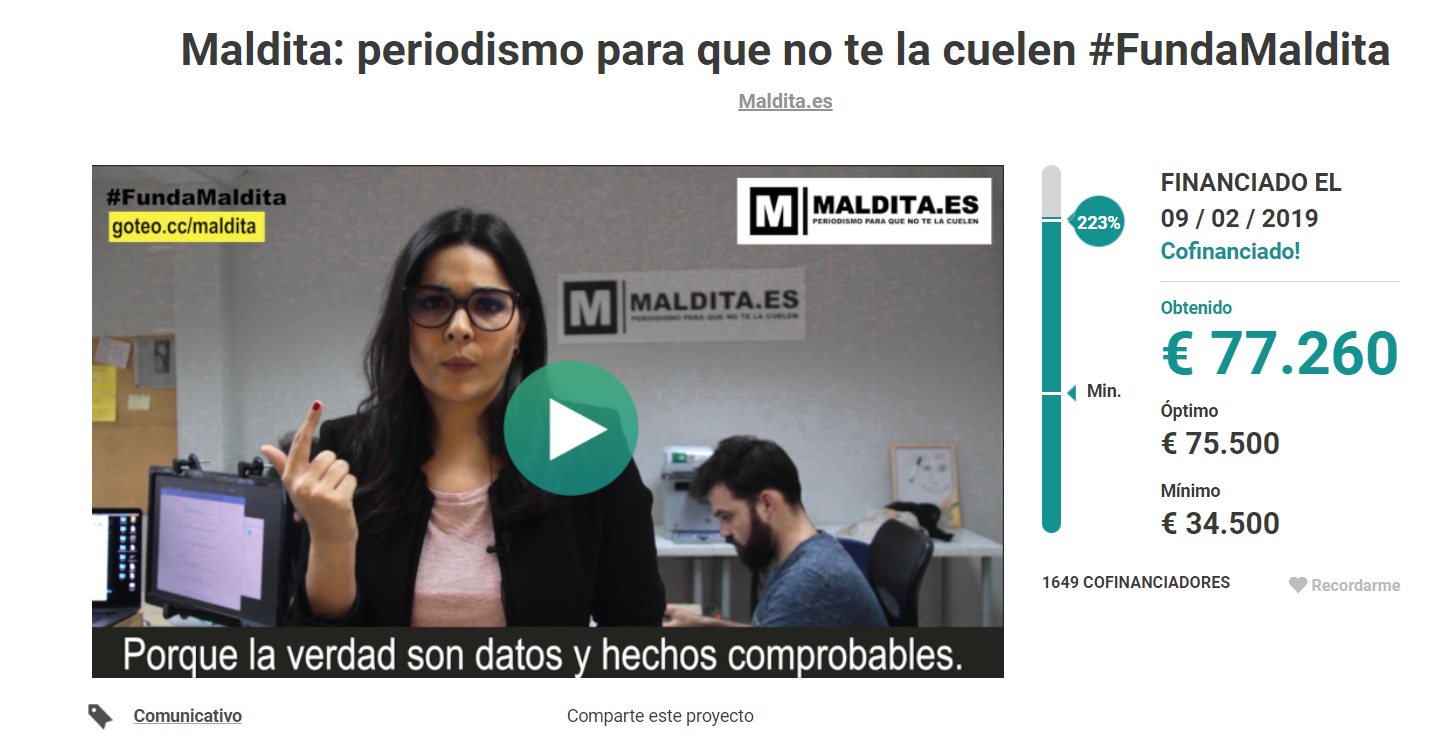 Maldita: periodismo para que no te la cuelen #FundaMaldita
Maldita.es
#FundaMaldita
goteo.cc/maldita
M MALDITA.ES
PERIODISMO PARA QUE NO TE LA CUELEN
M MALDITA.ES
PERIODISMO PARA QUE NO TE LA CUELEN
Porque la verdad son datos y hechos comprobables.
223%
Min.
FINANCIADO EL
09 / 02 / 2019
Cofinanciado!
Obtenido
€ 77.260
Óptimo
€ 75.500
Mínimo
€ 34.500
1649 COFINANCIADORES
Recordarme
Comunicativo
Comparte este proyecto